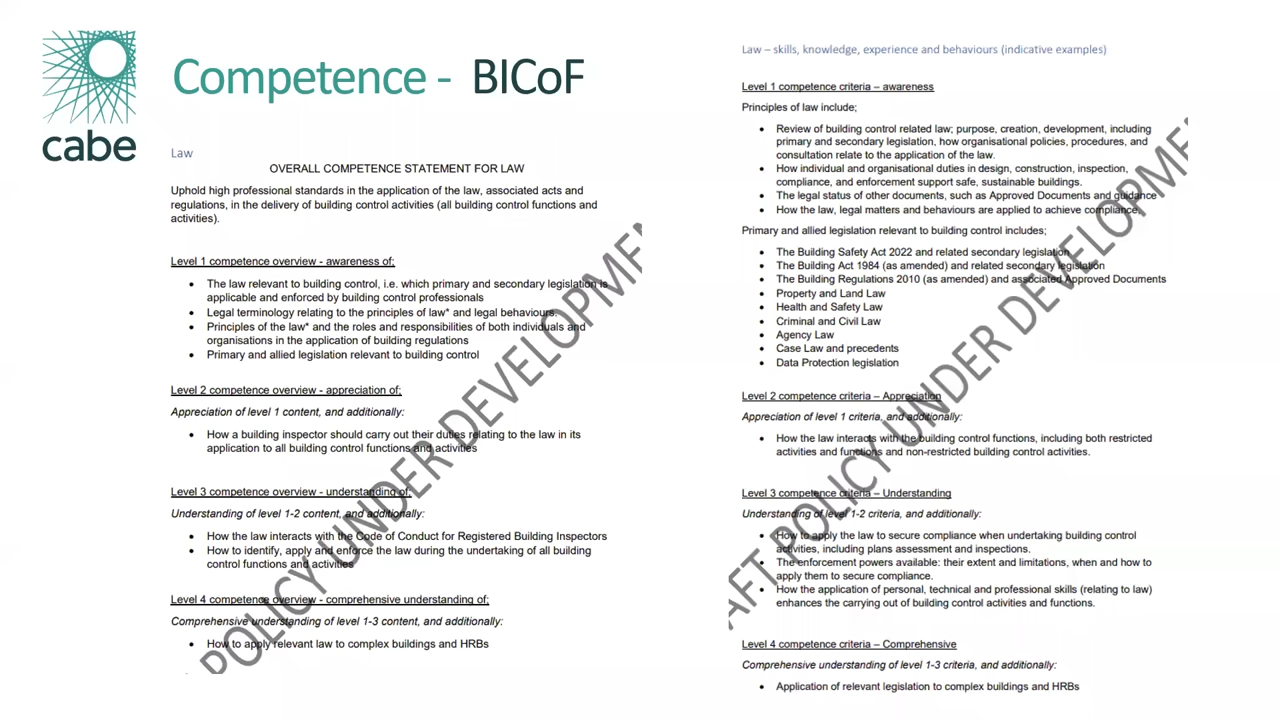 cabe
Competence - BICoF
Law
OVERALL COMPETENCE STATEMENT FOR LAW
Uphold high professional standards in the application of the law, associated acts and
regulations, in the delivery of building control activities (all building control functions and
activities).
Level 1 competence overview - awareness of;
• The law relevant to building control, i.e. which primary and secondary legislation is
applicable and enforced by building control professionals
• Legal terminology relating to the principles of law* and legal behaviours.
• Principles of the law* and the roles and responsibilities of both individuals and
organisations in the application of building regulations
• Primary and allied legislation relevant to building control
Level 2 competence overview - appreciation of;
Appreciation of level 1 content, and additionally:
• How a building inspector should carry out their duties relating to the law in its
application to all building control functions and activities
Level 3 competence overview - understanding of;
Understanding of level 1-2 content, and additionally:
• How the law interacts with the Code of Conduct for Registered Building Inspectors
• How to identify, apply and enforce the law during the undertaking of all building
control functions and activities
Level 4 competence overview - comprehensive understanding of;
Comprehensive understanding of level 1-3 content, and additionally:
• How to apply relevant law to complex buildings and HRBs
POLICY UNDER DEVELOPMEN
Law – skills, knowledge, experience and behaviours (indicative examples)
Level 1 competence criteria – awareness
Principles of law include;
• Review of building control related law; purpose, creation, development, including
primary and secondary legislation, how organisational policies, procedures, and
consultation relate to the application of the law.
• How individual and organisational duties in design, construction, inspection,
compliance, and enforcement support safe, sustainable buildings.
• The legal status of other documents, such as Approved Documents and guidance
• How the law, legal matters and behaviours are applied to achieve compliance.
Primary and allied legislation relevant to building control includes;
• The Building Safety Act 2022 and related secondary legislation
• The Building Act 1984 (as amended) and related secondary legislation
• The Building Regulations 2010 (as amended) and associated Approved Documents
• Property and Land Law
• Health and Safety Law
• Criminal and Civil Law
• Agency Law
• Case Law and precedents
• Data Protection legislation
Level 2 competence criteria – Appreciation
Appreciation of level 1 criteria, and additionally:
• How the law interacts with the building control functions, including both restricted
activities and functions and non-restricted building control activities.
Level 3 competence criteria – Understanding
Understanding of level 1-2 criteria, and additionally:
• How to apply the law to secure compliance when undertaking building control
activities, including plans assessment and inspections.
• The enforcement powers available: their extent and limitations, when and how to
apply them to secure compliance.
• How the application of personal, technical and professional skills (relating to law)
enhances the carrying out of building control activities and functions.
Level 4 competence criteria – Comprehensive
Comprehensive understanding of level 1-3 criteria, and additionally:
• Application of relevant legislation to complex buildings and HRBs
AFT POLICY UNDER DEVELOPME